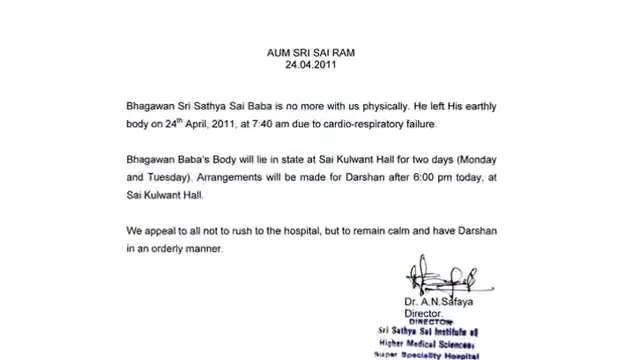 AUM SRI SAI RAM
24.04.2011
Bhagawan Sri Sathya Sai Baba is no more with us physically. He left His earthly
body on 24th April, 2011, at 7:40 am due to cardio-respiratory failure.
Bhagawan Baba's Body will lie in state at Sai Kulwant Hall for two days (Monday
and Tuesday). Arrangements will be made for Darshan after 6:00 pm today, at
Sai Kulwant Hall.
We appeal to all not to rush to the hospital, but to remain calm and have Darshan
in an orderly manner.
Dr. A.N.Safaya
Director.
DIRECTOR
Sri Sathya Sai Institute of
Higher Medical Sciences
Super Speciality Hospital